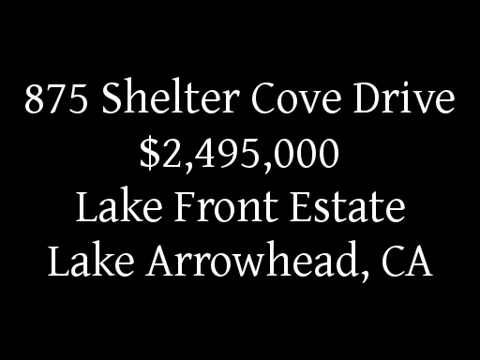 875 Shelter Cove Drive
$2,495,000
Lake Front Estate
Lake Arrowhead, CA